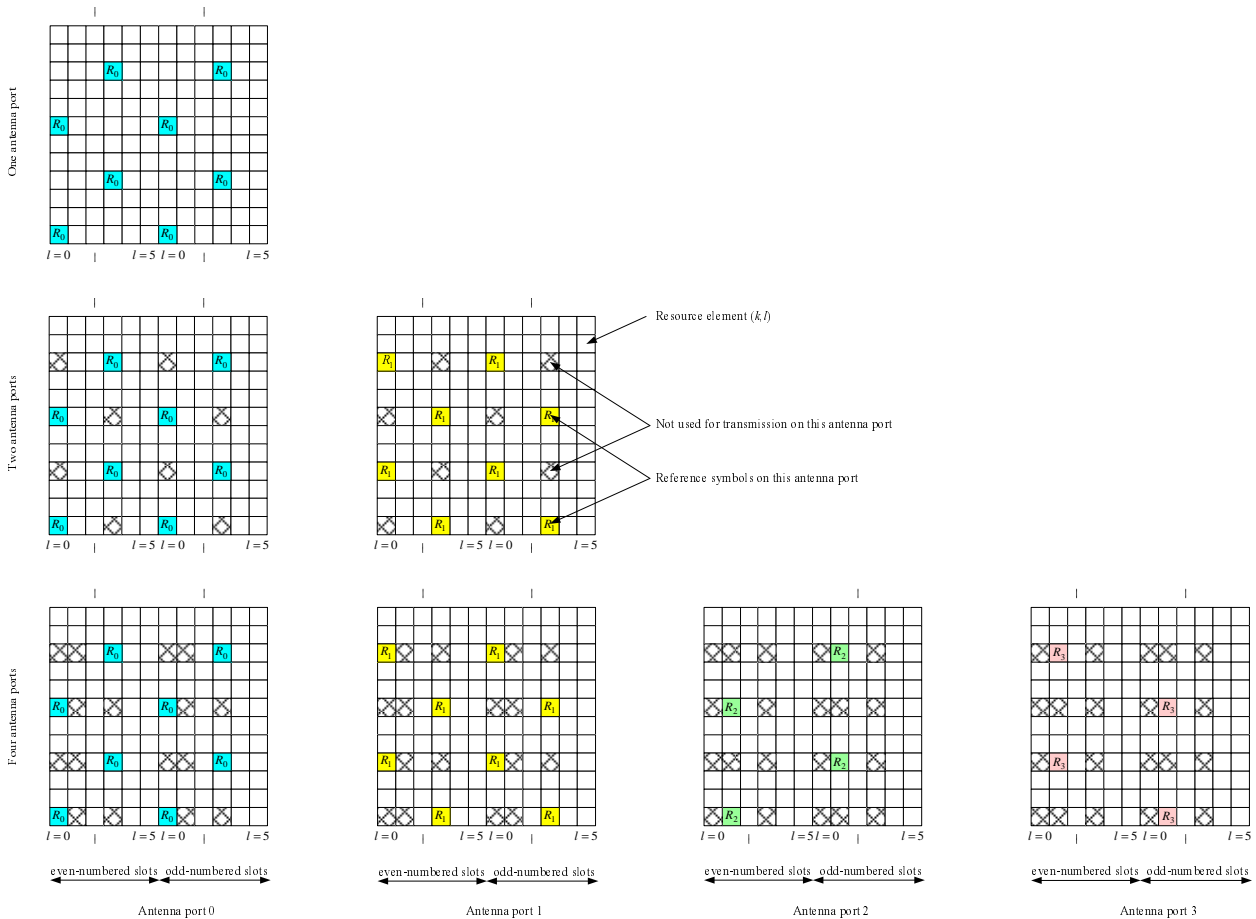 One antenna port
R0 R0
R0 R0
R0 R0
R0 R0
l = 0 l = 5 l = 0 l = 5
Two antenna ports
R0 R0
R0 R0
R0 R0
R0 R0
l = 0 l = 5 l = 0 l = 5
R1 R1
R1 R1
R1 R1
R1 R1
l = 0 l = 5 l = 0 l = 5
Resource element (k,l)
Not used for transmission on this antenna port
Reference symbols on this antenna port
Four antenna ports
R0 R0
R0 R0
R0 R0
R0 R0
l = 0 l = 5 l = 0 l = 5
R1 R1
R1 R1
R1 R1
R1 R1
l = 0 l = 5 l = 0 l = 5
R2
R2
R2
R2
l = 0 l = 5 l = 0 l = 5
R3
R3
R3
R3
l = 0 l = 5 l = 0 l = 5
even-numbered slots odd-numbered slots
even-numbered slots odd-numbered slots
even-numbered slots odd-numbered slots
even-numbered slots odd-numbered slots
Antenna port 0
Antenna port 1
Antenna port 2
Antenna port 3